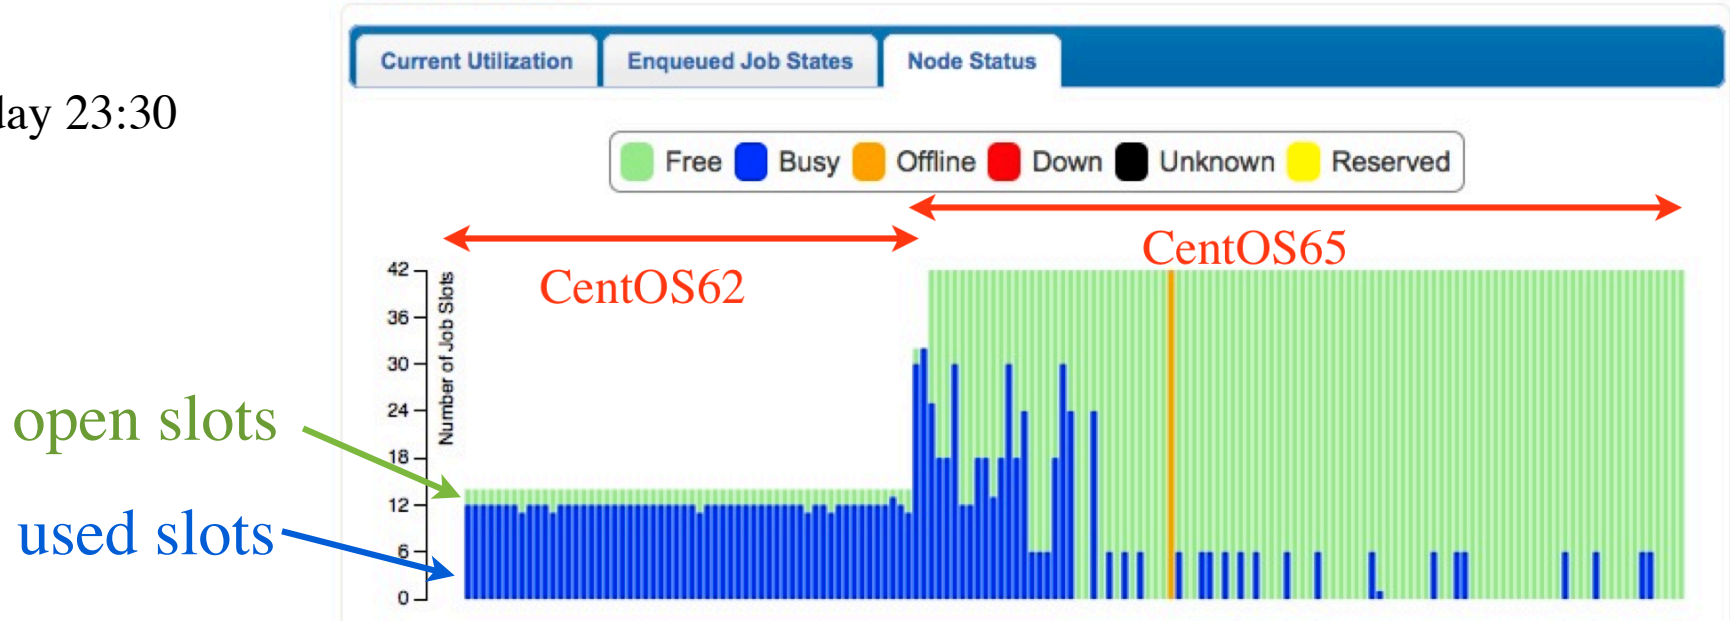 Current Utilization Enqueued Job States Node Status
23:30
Free Busy Offline Down Unknown Reserved
CentOS62
CentOS65
Number of Job Slots
42
36
30
24
18
12
6
0
open slots
used slots